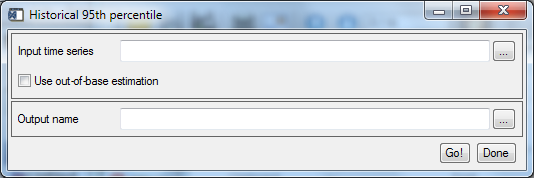 Historical 95th percentile
Input time series ...
Use out-of-base estimation
Output name ...
Go! Done